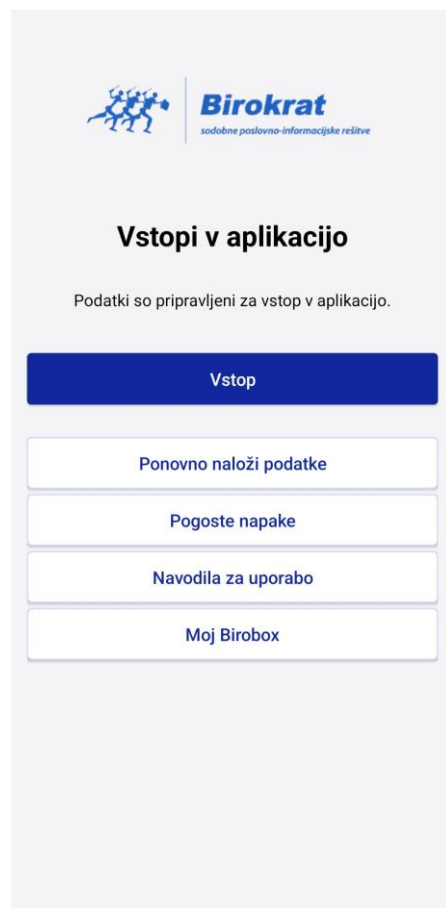 Birokrat
sodobne poslovno-informacijske rešitve
Vstopi v aplikacijo
Podatki so pripravljeni za vstop v aplikacijo.
Vstop
Ponovno naloži podatke
Pogoste napake
Navodila za uporabo
Moj Birobox